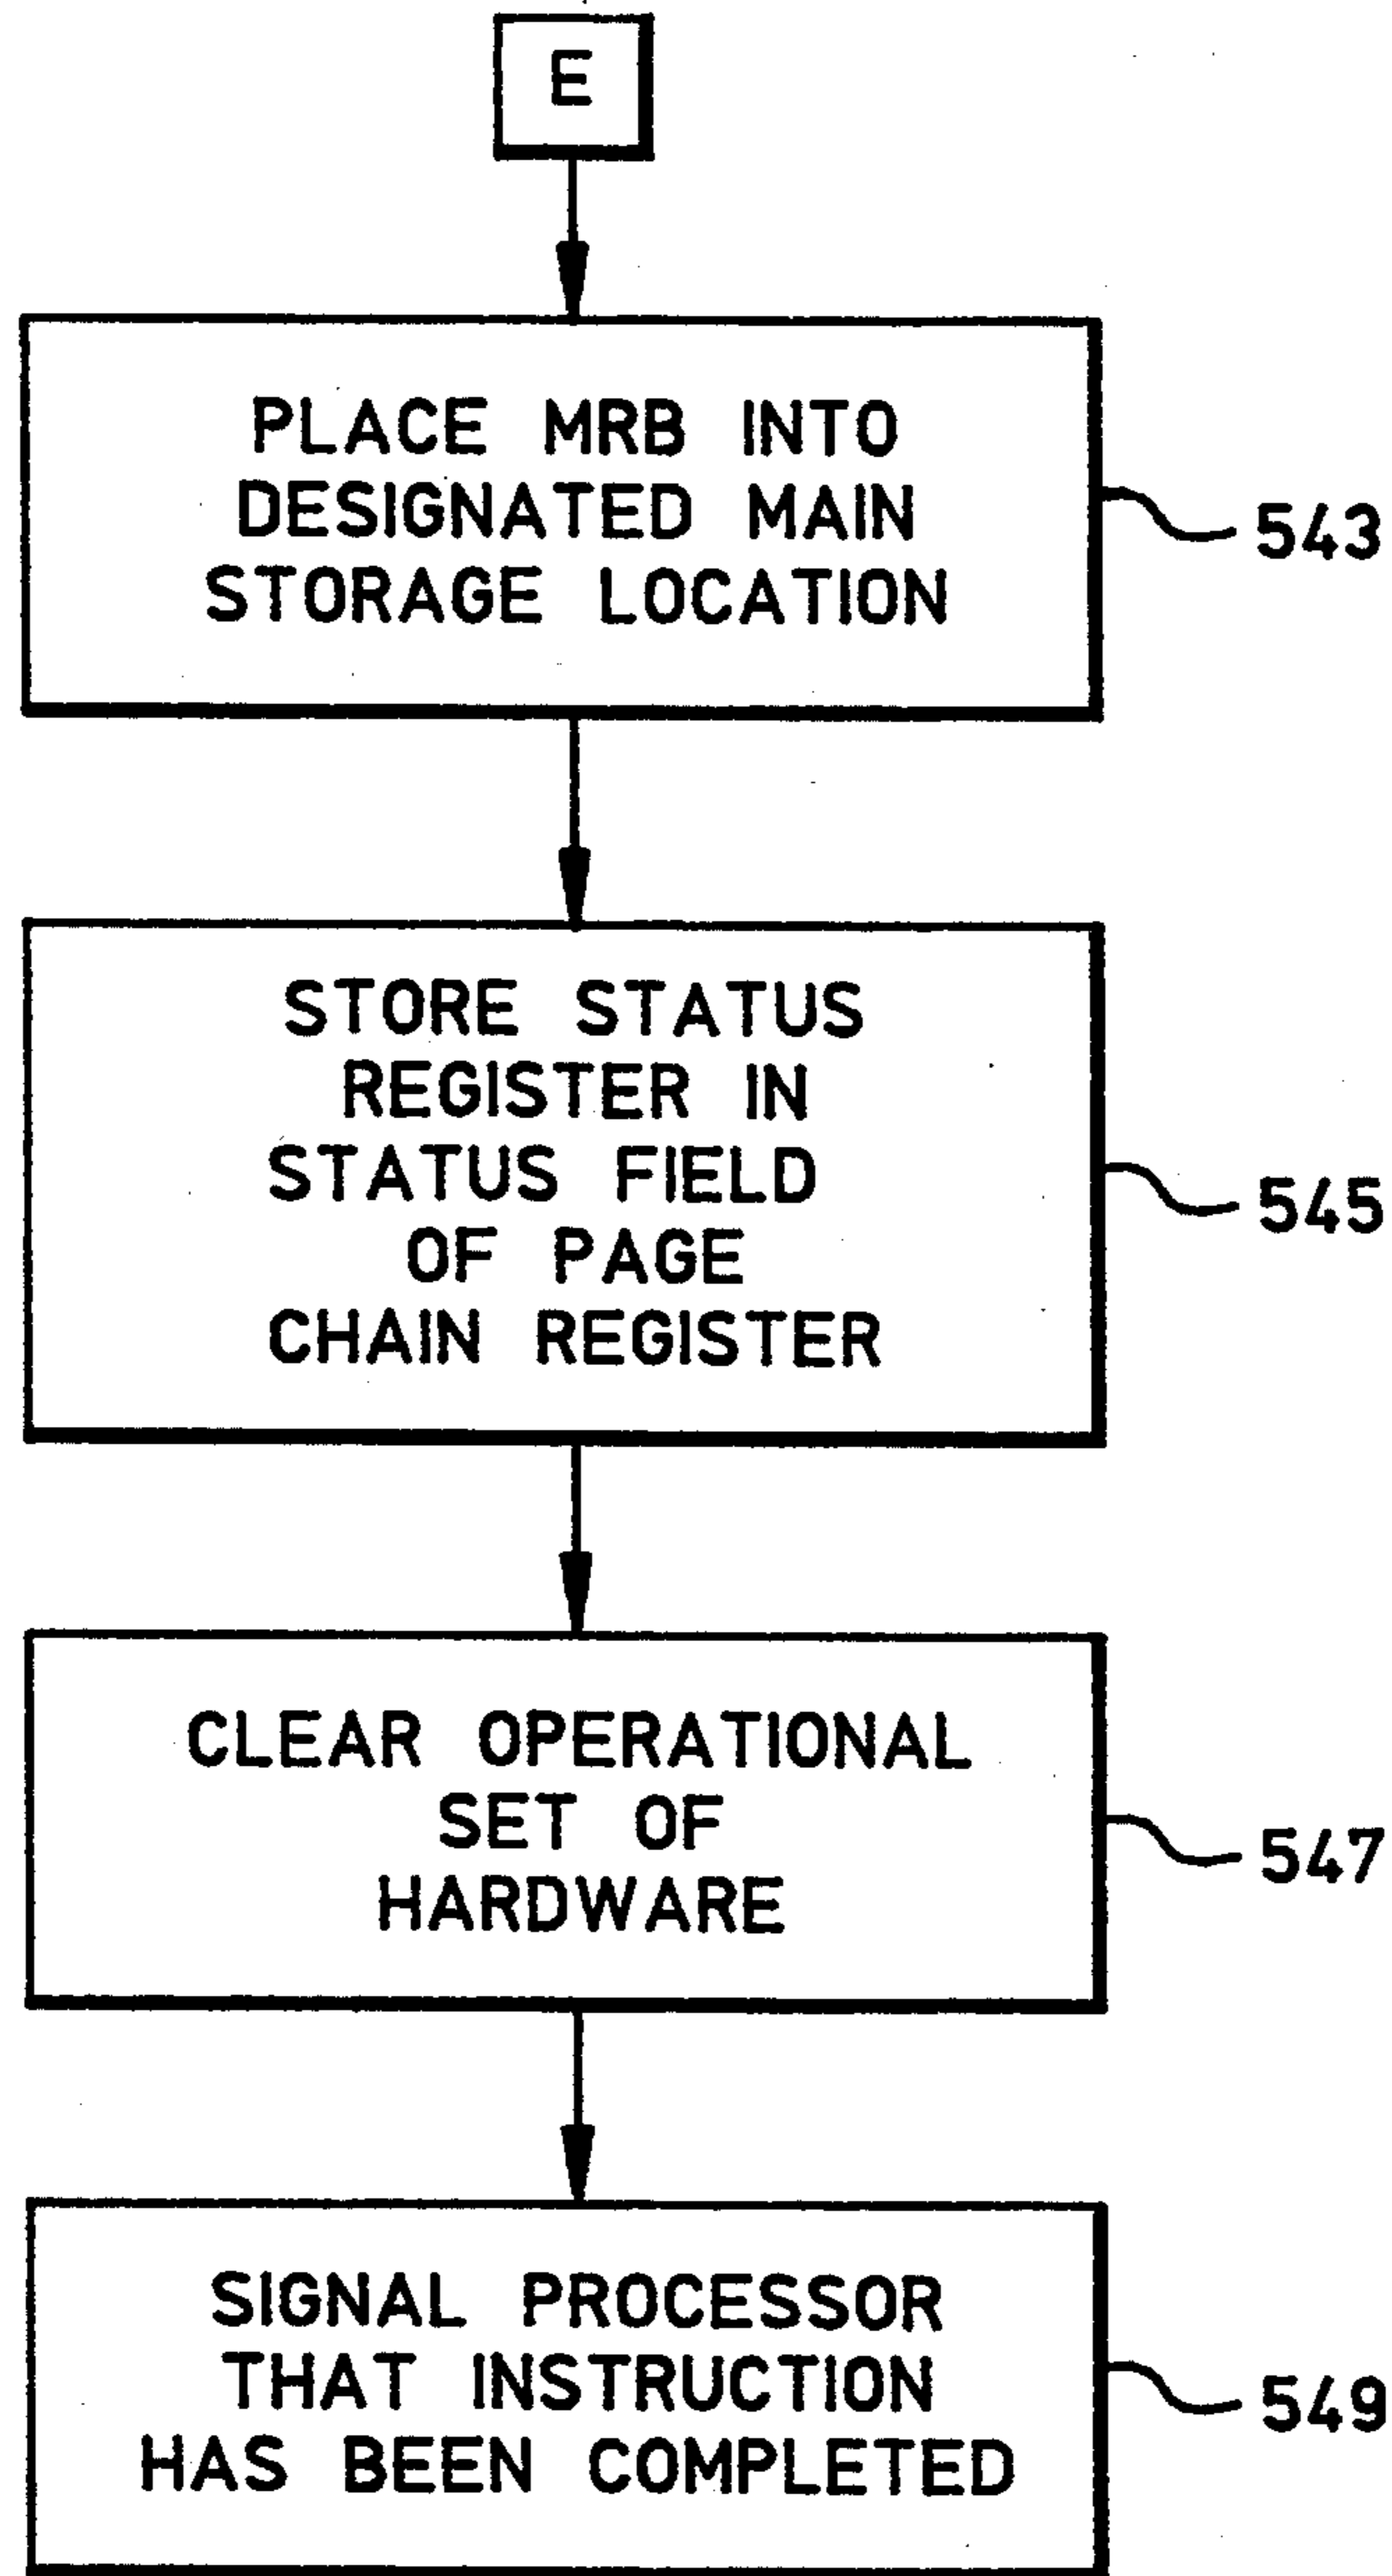 E
PLACE MRB INTO
DESIGNATED MAIN
STORAGE LOCATION
543
STORE STATUS
REGISTER IN
STATUS FIELD
OF PAGE
CHAIN REGISTER
545
CLEAR OPERATIONAL
SET OF
HARDWARE
547
SIGNAL PROCESSOR
THAT INSTRUCTION
HAS BEEN COMPLETED
549